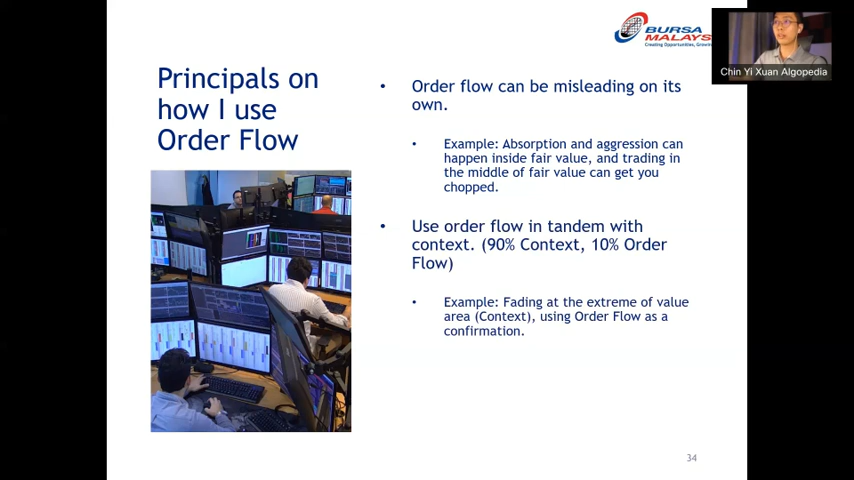 BURSA
MALAYS
Creating Opportunities, Growin
Chin Yi Xuan Algopedia
Principals on
how I use
Order Flow
• Order flow can be misleading on its
own.
• Example: Absorption and aggression can
happen inside fair value, and trading in
the middle of fair value can get you
chopped.
• Use order flow in tandem with
context. (90% Context, 10% Order
Flow)
• Example: Fading at the extreme of value
area (Context), using Order Flow as a
confirmation.
34